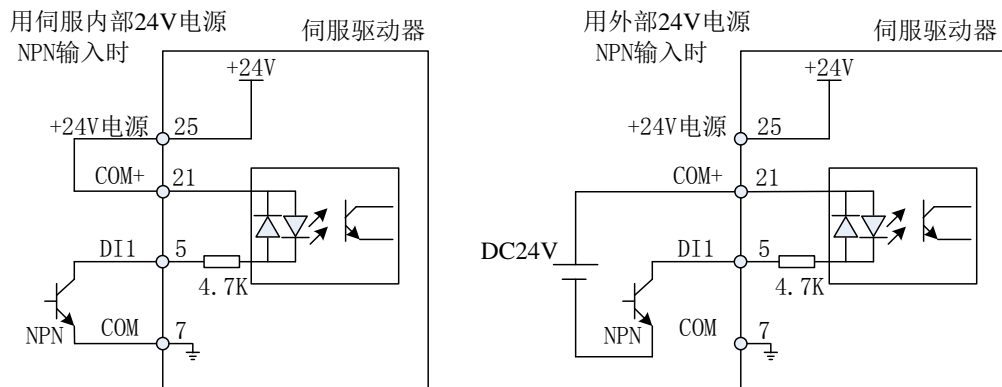 用伺服内部24V电源
NPN输入时
伺服驱动器
+24V
+24V电源
25
COM+
21
DI1
5
4.7K
NPN
COM
7
用外部24V电源
NPN输入时
伺服驱动器
+24V
+24V电源
25
COM+
21
DC24V
DI1
5
4.7K
NPN
COM
7